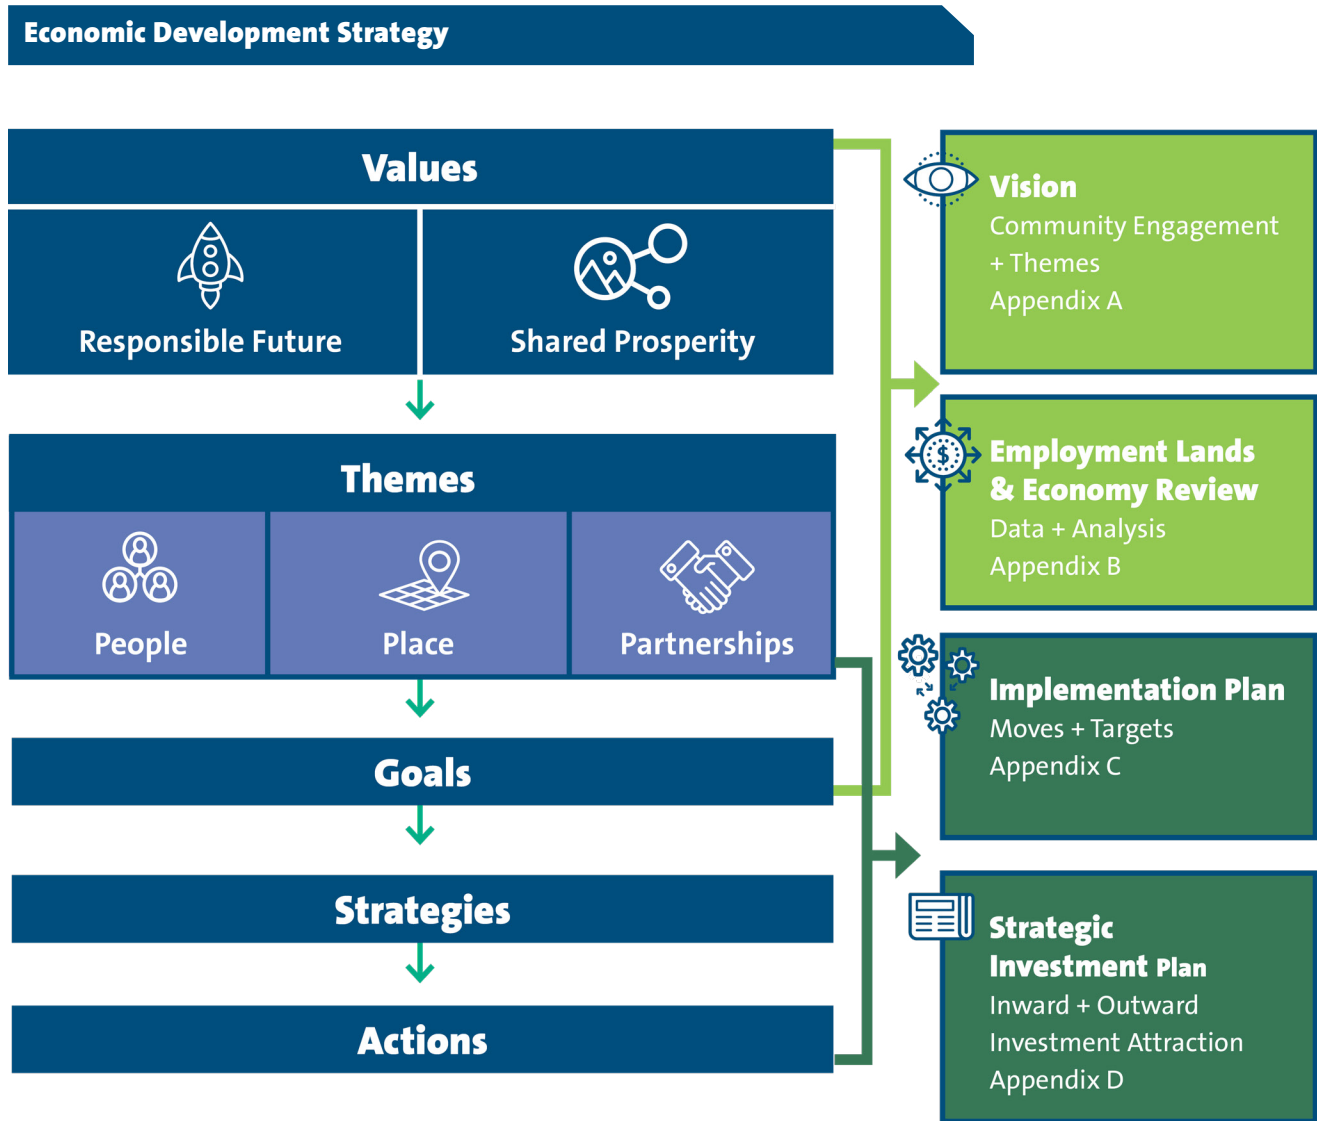 Economic Development Strategy
Values
Responsible Future
Shared Prosperity
Themes
People
Place
Partnerships
Goals
Strategies
Actions
Vision
Community Engagement
+ Themes
Appendix A
Employment Lands
& Economy Review
Data + Analysis
Appendix B
Implementation Plan
Moves + Targets
Appendix C
Strategic
Investment Plan
Inward + Outward
Investment Attraction
Appendix D